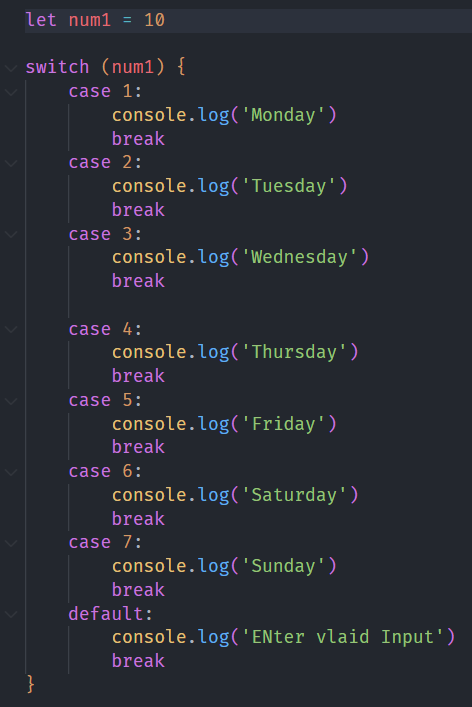 let num1 = 10
switch (num1) {
case 1:
console.log('Monday')
break
case 2:
console.log('Tuesday')
break
case 3:
console.log('Wednesday')
break
case 4:
console.log('Thursday')
break
case 5:
console.log('Friday')
break
case 6:
console.log('Saturday')
break
case 7:
console.log('Sunday')
break
default:
console.log('ENter vlaid Input')
break
}